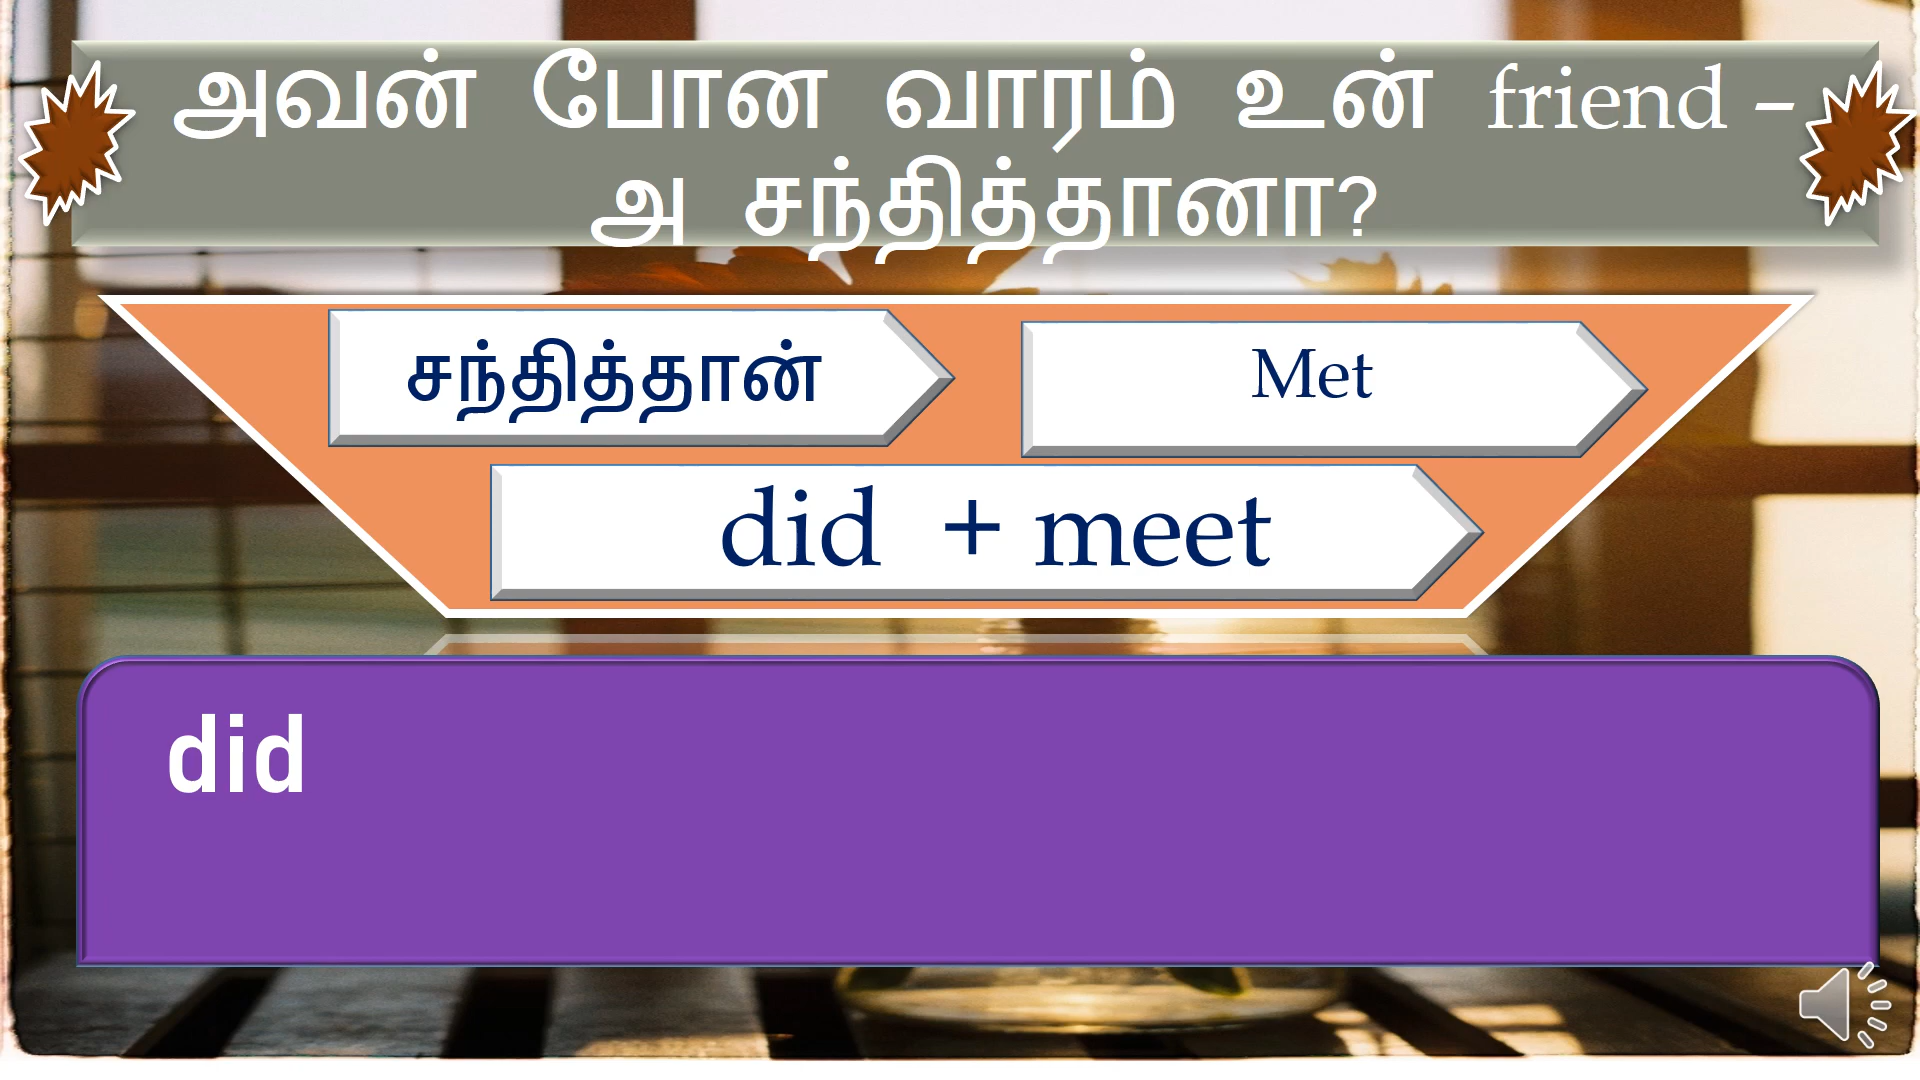 அவன் போன வாரம் உன் friend –
அ சந்தித்தானா?
சந்தித்தான்
Met
did + meet
did